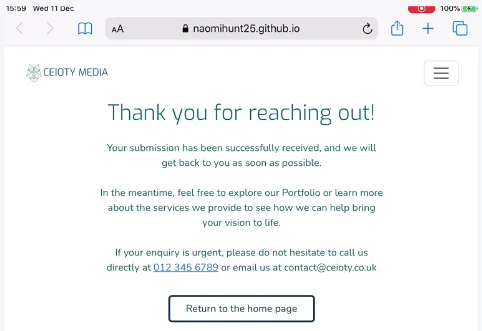 15:59 Wed 11 Dec
100%
AA
naomihunt25.github.io
CEIOTY MEDIA
Thank you for reaching out!
Your submission has been successfully received, and we will
get back to you as soon as possible.
In the meantime, feel free to explore our Portfolio or learn more
about the services we provide to see how we can help bring
your vision to life.
If your enquiry is urgent, please do not hesitate to call us
directly at 012 345 6789 or email us at contact@ceioty.co.uk
Return to the home page